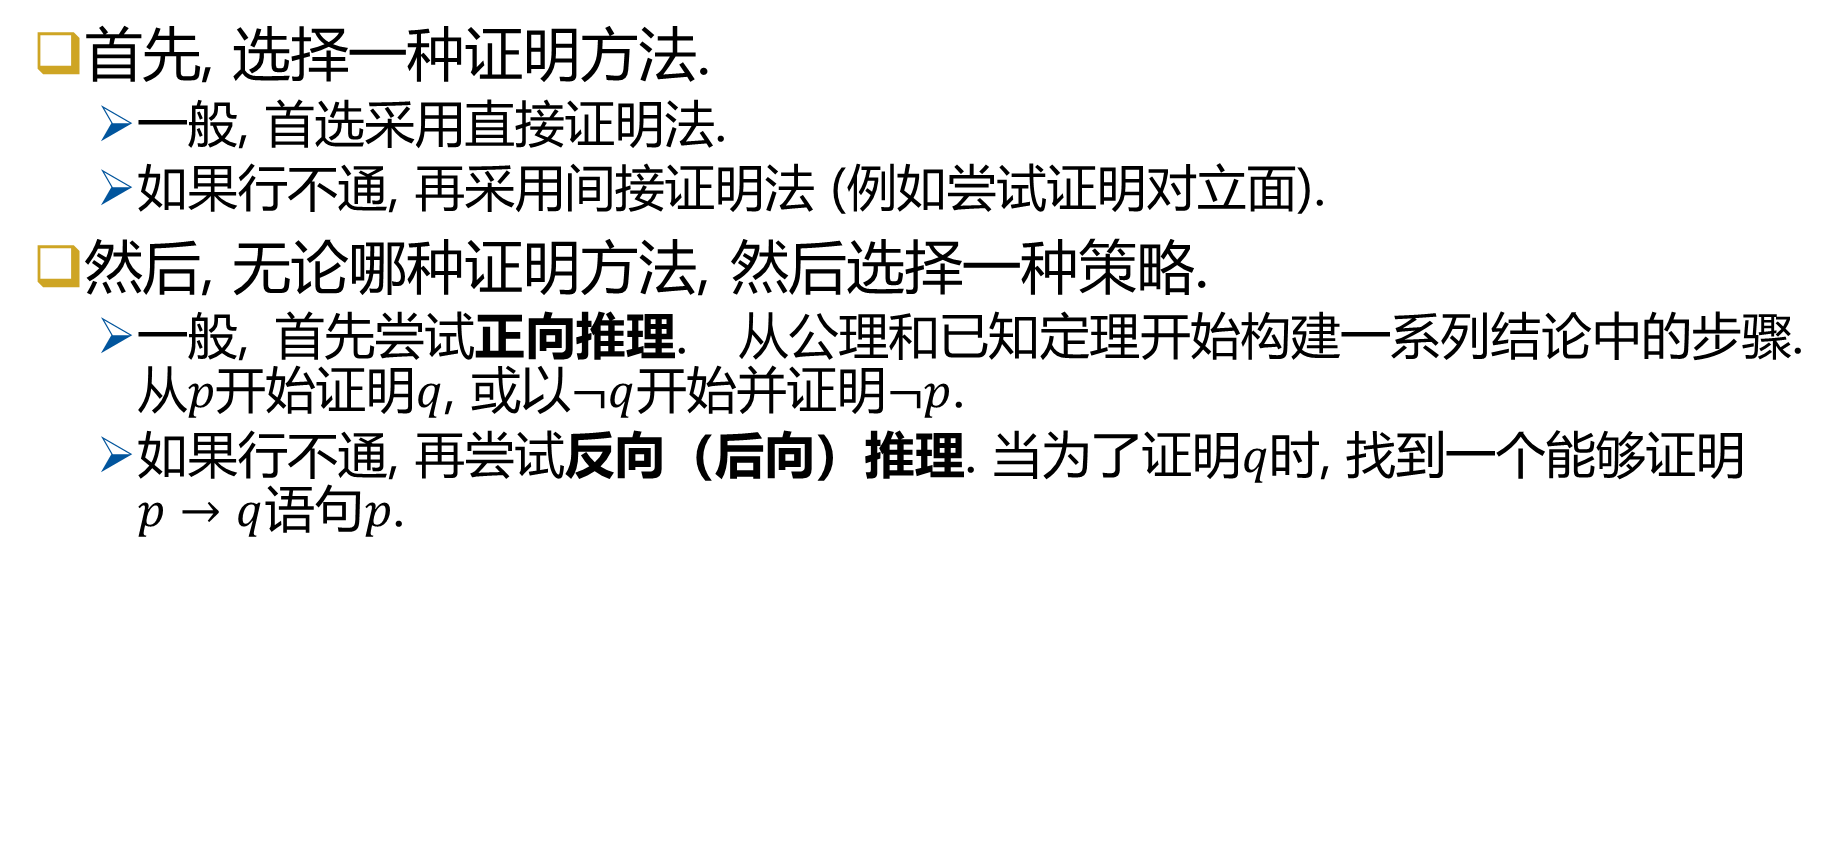 首先, 选择一种证明方法.
一般, 首选采用直接证明法.
如果行不通, 再采用间接证明法 (例如尝试证明对立面).
然后, 无论哪种证明方法, 然后选择一种策略.
一般, 首先尝试正向推理. 从公理和已知定理开始构建一系列结论中的步骤.
从p开始证明q, 或以¬q开始并证明¬p.
如果行不通, 再尝试反向（后向）推理. 当为了证明q时, 找到一个能够证明
p → q语句p.